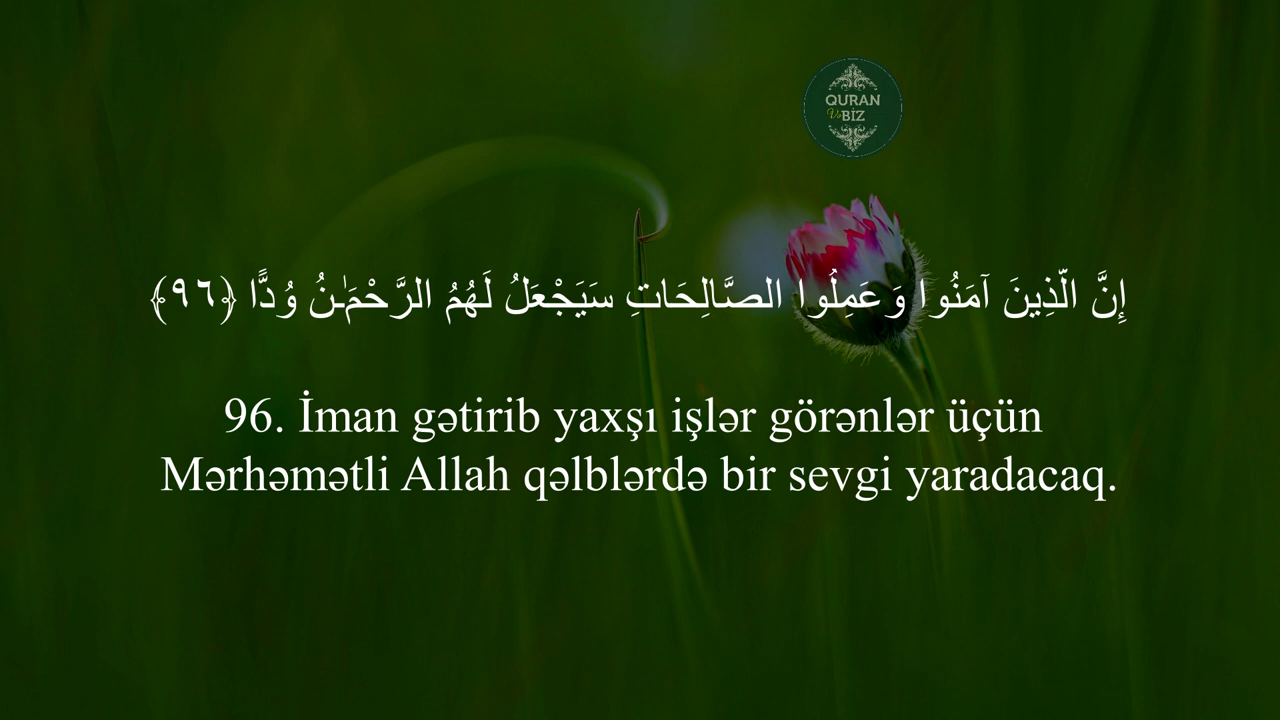 QURAN
Və BİZ
إِنَّ الَّذِينَ آمَنُوا وَعَمِلُوا الصَّالِحَاتِ سَيَجْعَلُ لَهُمُ الرَّحْمَـٰنُ وُدًّا ﴿٩٦﴾
96. İman gətirib yaxşı işlər görənlər üçün
Mərhəmətli Allah qəlblərdə bir sevgi yaradacaq.